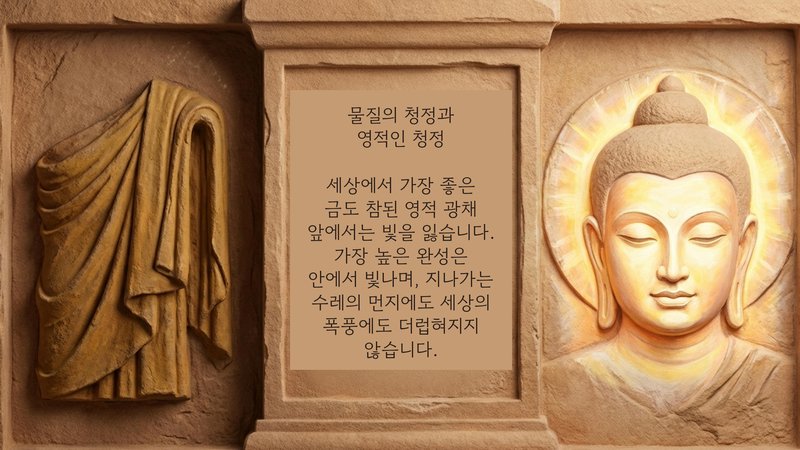 물질의 청정과
영적인 청정
세상에서 가장 좋은
금도 참된 영적 광채
앞에서는 빛을 잃습니다.
가장 높은 완성은
안에서 빛나며, 지나가는
수레의 먼지에도 세상의
폭풍에도 더럽혀지지
않습니다.